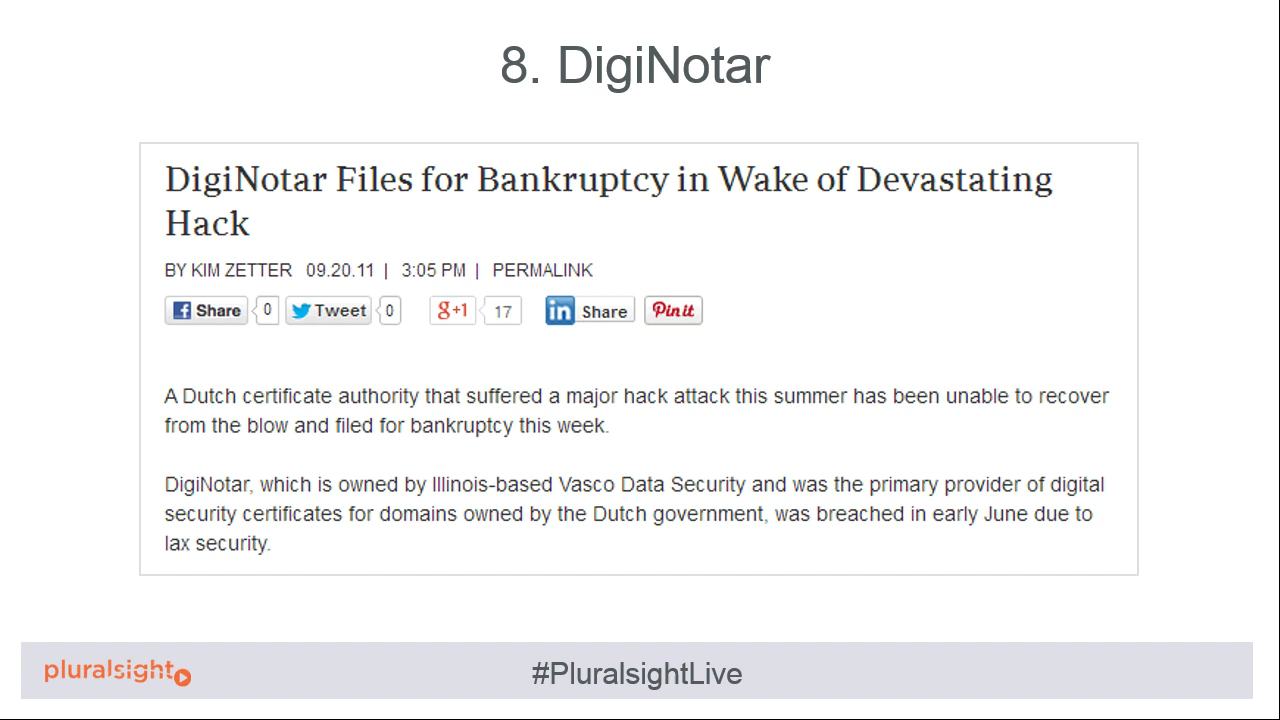 8. DigiNotar
DigiNotar Files for Bankruptcy in Wake of Devastating
Hack
BY KIM ZETTER 09.20.11 | 3:05 PM | PERMALINK
Share 0 Tweet 0 g+1 17 in Share Pin it
A Dutch certificate authority that suffered a major hack attack this summer has been unable to recover
from the blow and filed for bankruptcy this week.
DigiNotar, which is owned by Illinois-based Vasco Data Security and was the primary provider of digital
security certificates for domains owned by the Dutch government, was breached in early June due to
lax security.
pluralsight #PluralsightLive